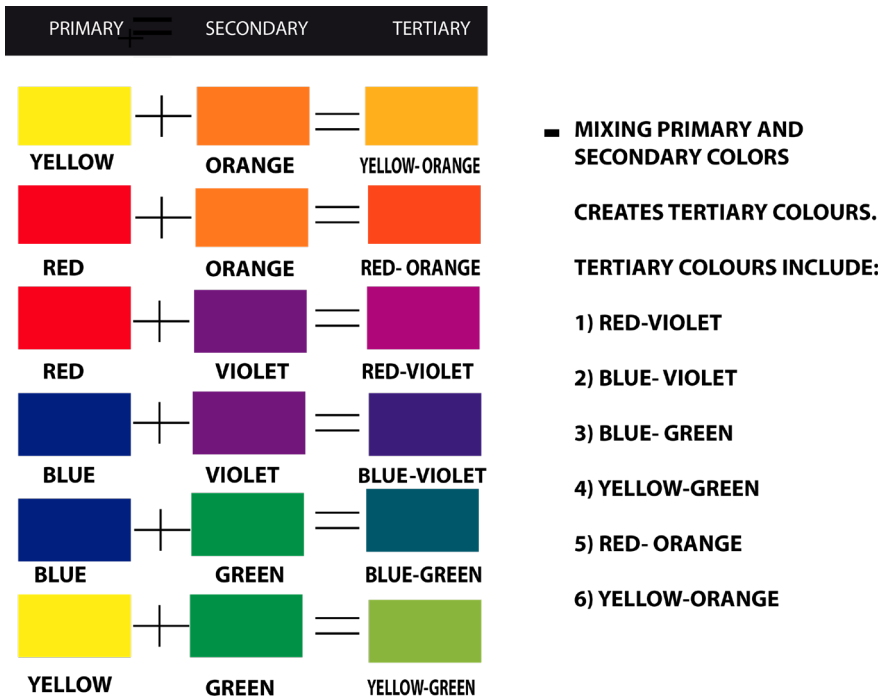 PRIMARY + = SECONDARY TERTIARY
+ =
YELLOW ORANGE YELLOW- ORANGE
+ =
RED ORANGE RED- ORANGE
+ =
RED VIOLET RED-VIOLET
+ =
BLUE VIOLET BLUE-VIOLET
+ =
BLUE GREEN BLUE-GREEN
+ =
YELLOW GREEN YELLOW-GREEN
- MIXING PRIMARY AND
SECONDARY COLORS
CREATES TERTIARY COLOURS.
TERTIARY COLOURS INCLUDE:
1) RED-VIOLET
2) BLUE- VIOLET
3) BLUE- GREEN
4) YELLOW-GREEN
5) RED- ORANGE
6) YELLOW-ORANGE